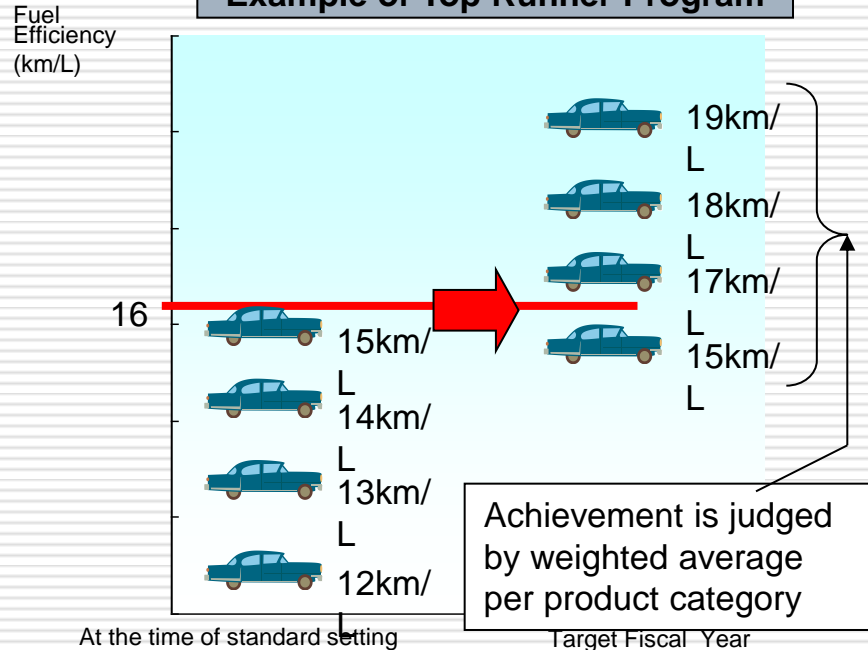 Example of Top Runner Program
Fuel
Efficiency
(km/L)
16
15km/
L
14km/
L
13km/
L
12km/
L
19km/
L
18km/
L
17km/
L
15km/
L
Achievement is judged
by weighted average
per product category
At the time of standard setting
Target Fiscal Year